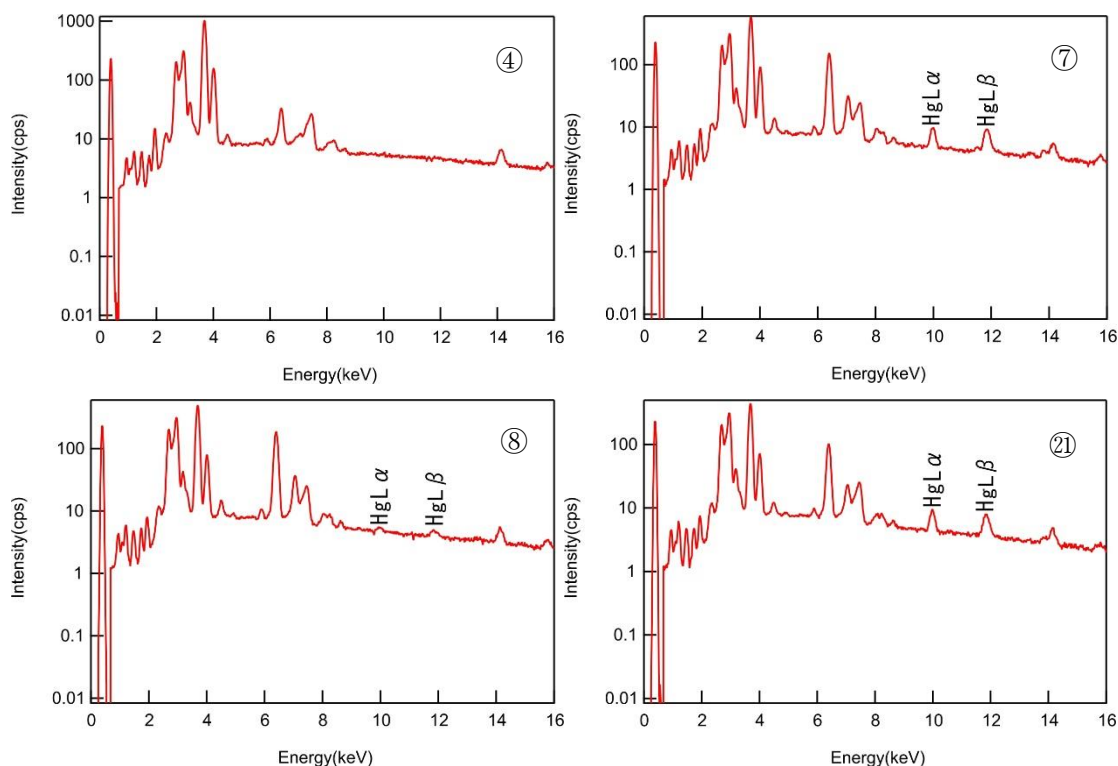 1000
100
10
1
0.1
0.01
Intensity(cps)
④
0 2 4 6 8 10 12 14 16
Energy(keV)
100
10
1
0.1
0.01
Intensity(cps)
HgLα
HgLβ
⑦
0 2 4 6 8 10 12 14 16
Energy(keV)
100
10
1
0.1
0.01
Intensity(cps)
HgLα
HgLβ
⑧
0 2 4 6 8 10 12 14 16
Energy(keV)
100
10
1
0.1
0.01
Intensity(cps)
HgLα
HgLβ
㉑
0 2 4 6 8 10 12 14 16
Energy(keV)